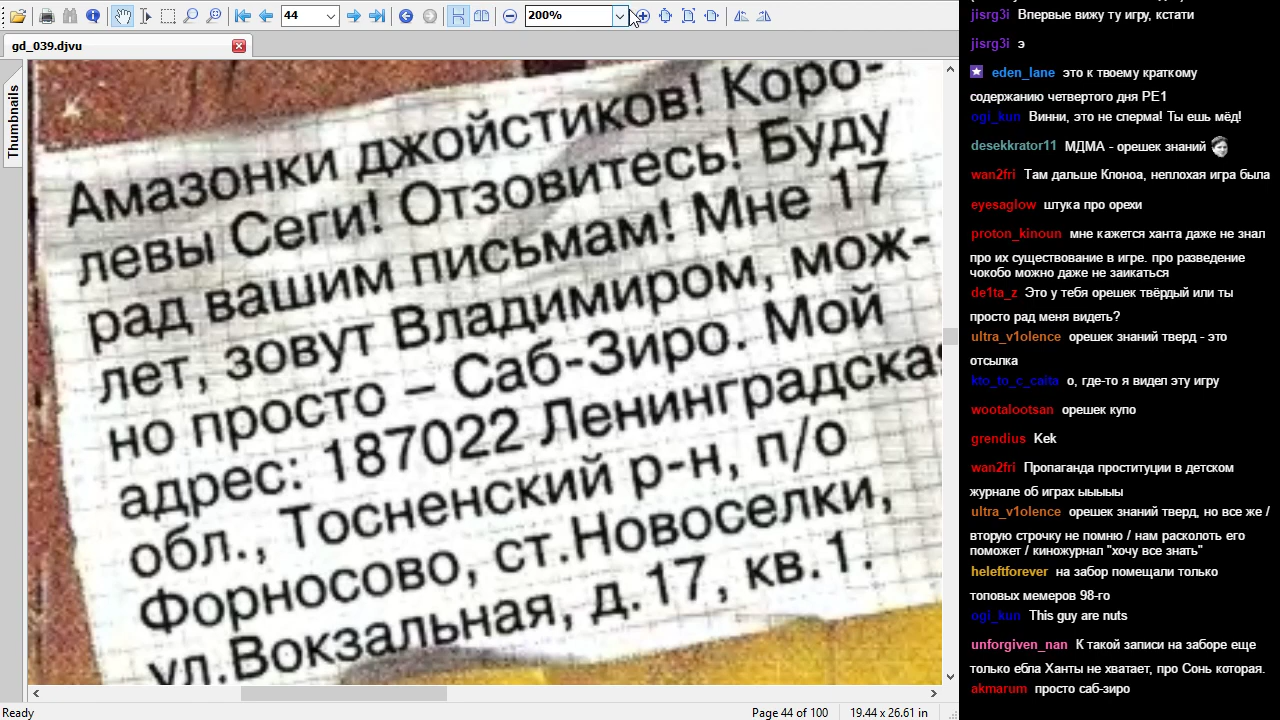 44
200%
gd_039.djvu
Thumbnails
Амазонки джойстиков! Коро-
левы Сеги! Отзовитесь! Буду
рад вашим письмам! Мне 17
лет, зовут Владимиром, мож-
но просто – Саб-Зиро. Мой
адрес: 187022 Ленинградская
обл., Тосненский р-н, п/о
Форносово, ст.Новоселки,
ул.Вокзальная, д.17, кв.1.
Ready
Page 44 of 100
19.44 x 26.61 in
jisrg3i Впервые вижу ту игру, кстати
jisrg3i э
eden_lane это к твоему краткому
содержанию четвертого дня PE1
ogi_kun Винни, это не сперма! Ты ешь мёд!
desekkrator11 МДМА - орешек знаний
wan2fri Там дальше Клоноа, неплохая игра была
eyesaglow штука про орехи
proton_kinoun мне кажется ханта даже не знал
про их существование в игре. про разведение
чокобо можно даже не заикаться
de1ta_z Это у тебя орешек твёрдый или ты
просто рад меня видеть?
ultra_v1olence орешек знаний тверд - это
отсылка
kto_to_c_caita о, где-то я видел эту игру
wootalootsan орешек купо
grendius Kek
wan2fri Пропаганда проституции в детском
журнале об играх ыыыыы
ultra_v1olence орешек знаний тверд, но все же /
вторую строчку не помню / нам расколоть его
поможет / киножурнал "хочу все знать"
heleftforever на забор помещали только
топовых мемеров 98-го
ogi_kun This guy are nuts
unforgiven_nan К такой записи на заборе еще
только ебла Ханты не хватает, про Сонь которая.
akmarum просто саб-зиро